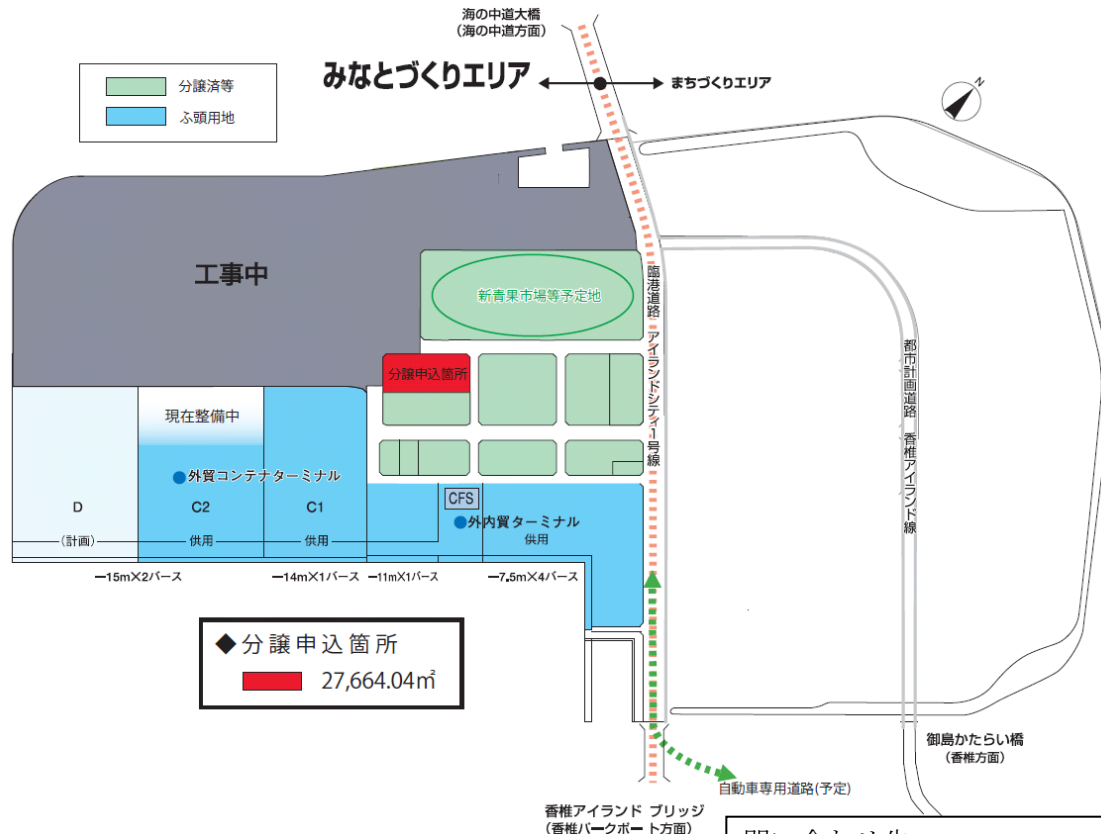 海の中道大橋
(海の中道方面)
みなとづくりエリア
まちづくりエリア
N
分譲済等
ふ頭用地
工事中
新青果市場等予定地
臨港道路 アイランドシティ1号線
都市計画道路 香椎アイランド線
分譲申込箇所
現在整備中
外貿コンテナターミナル
CFS
D
C2
C1
外内貿ターミナル
(計画)
供用
供用
供用
−15m×2バース
−14m×1バース
−11m×1バース
−7.5m×4バース
◆分譲申込箇所
27,664.04㎡
御島かたらい橋
(香椎方面)
自動車専用道路(予定)
香椎アイランド ブリッジ
(香椎パークポート方面)